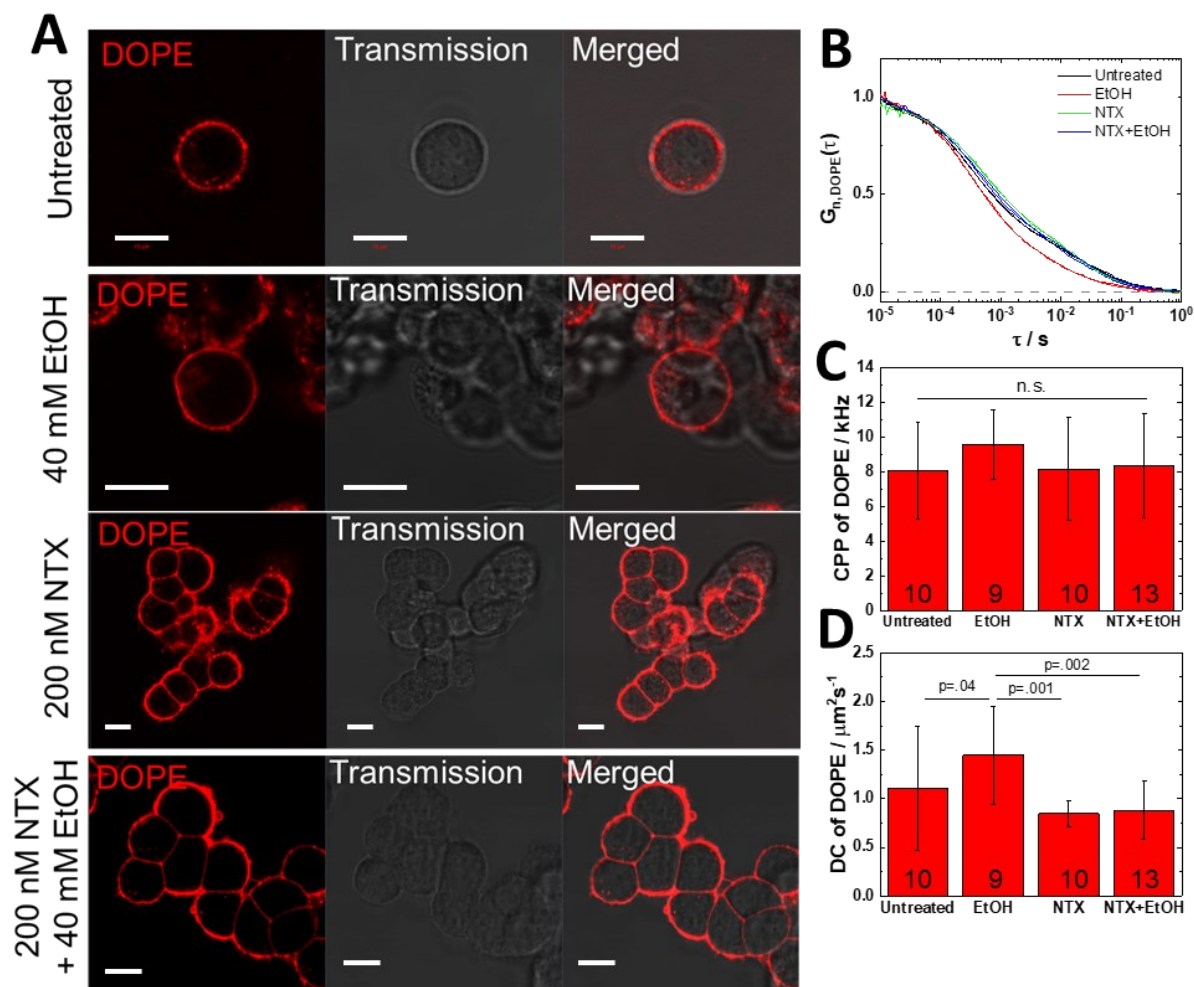 A
Untreated
DOPE
Transmission
Merged
40 mM EtOH
DOPE
Transmission
Merged
200 nM NTX
DOPE
Transmission
Merged
200 nM NTX
+ 40 mM EtOH
DOPE
Transmission
Merged
B
Untreated
EtOH
NTX
NTX+EtOH
1.0
0.5
0.0
Gn,DOPE(τ)
10-5 10-4 10-3 10-2 10-1 100
τ / s
C
CPP of DOPE / kHz
14
12
10
8
6
4
2
0
n.s.
10 9 10 13
Untreated EtOH NTX NTX+EtOH
D
DC of DOPE / μm2s-1
2.5
2.0
1.5
1.0
0.5
0.0
p=.002
p=.04 p=.001
10 9 10 13
Untreated EtOH NTX NTX+EtOH